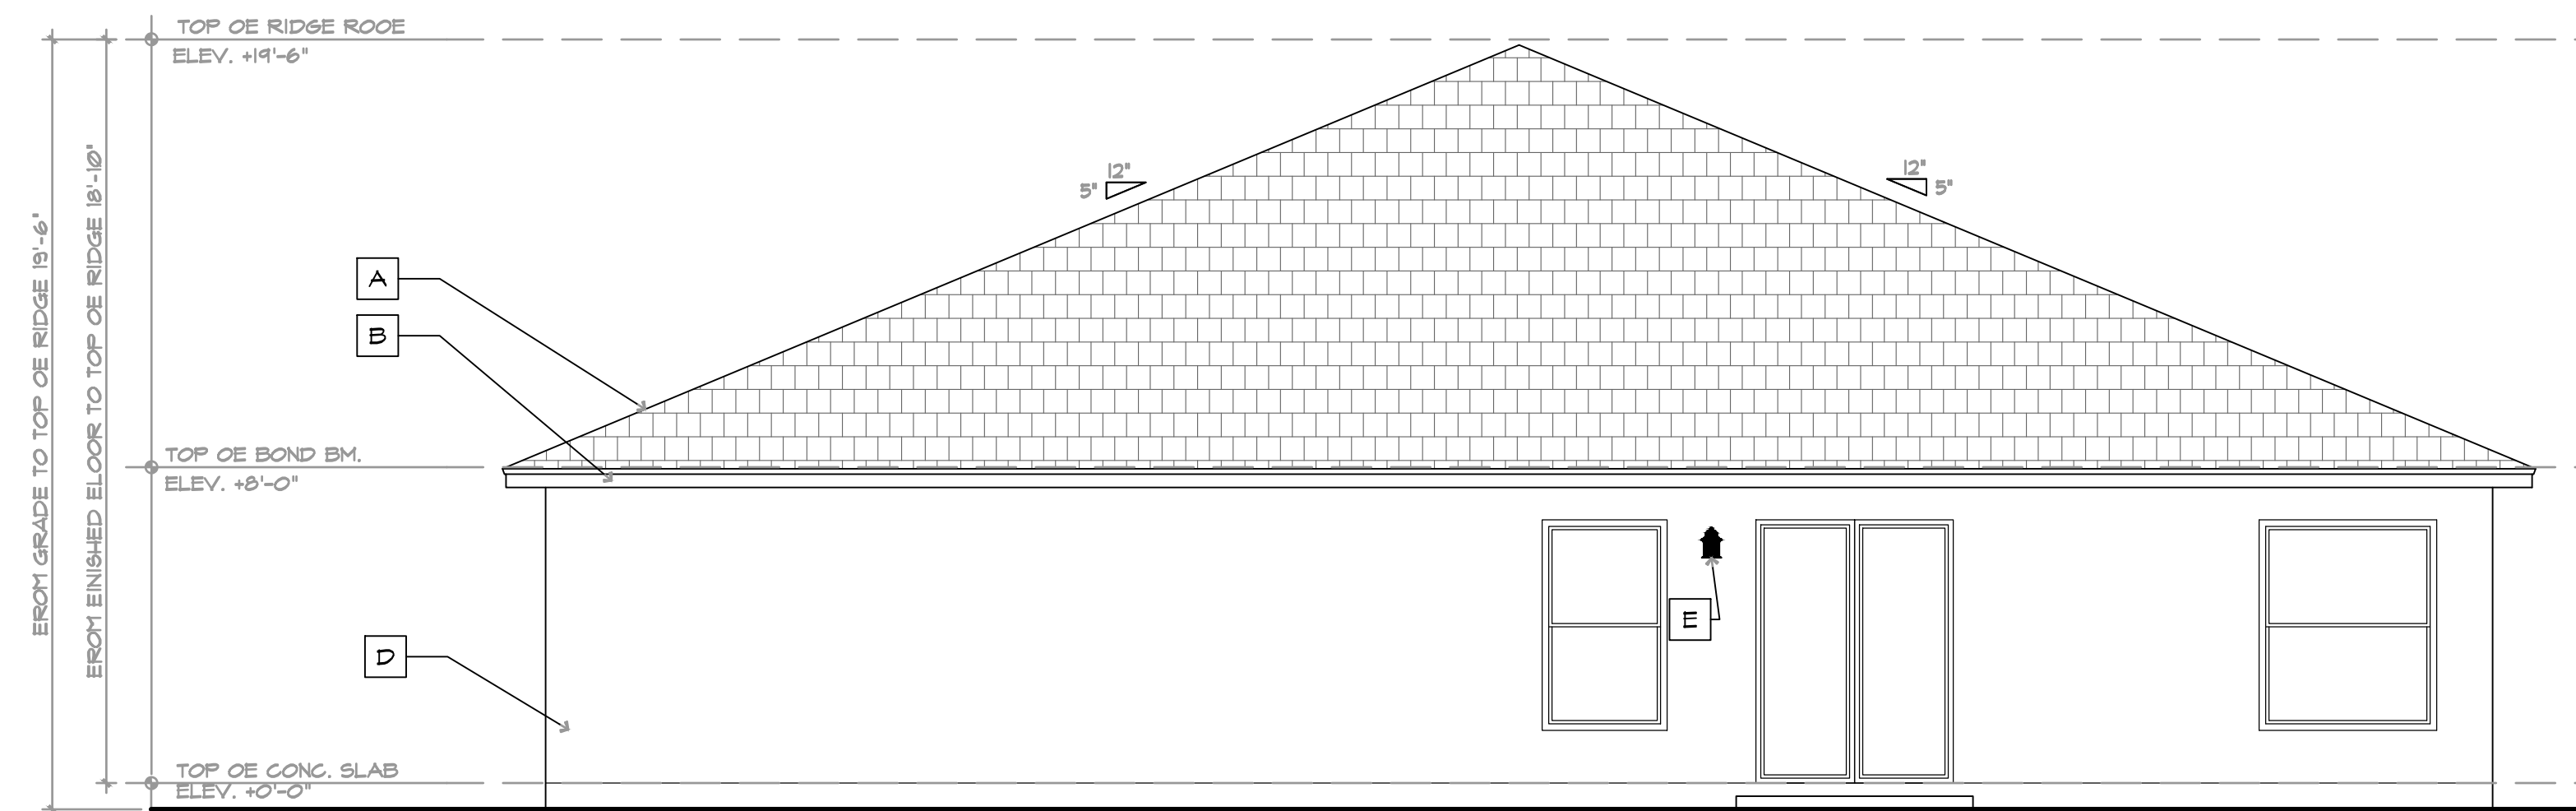 TOP OE RIDGE ROOE
ELEV. +19'-6"
12"
5"
12"
5"
A
B
TOP OE BOND BM.
ELEV. +8'-0"
E
D
TOP OE CONC. SLAB
ELEV. +0'-0"
EROM GRADE TO TOP OE RIDGE 19'-6"
EROM EINISHED ELOOR TO TOP OE RIDGE 18'-10"